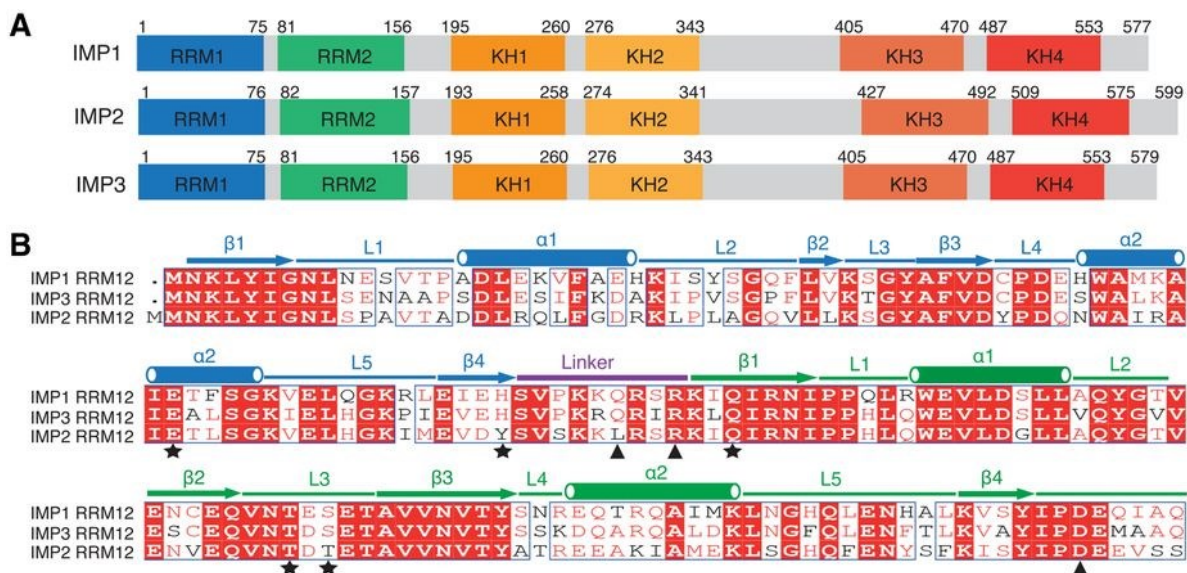 A
1 75 81 156 195 260 276 343 405 470 487 553 577
IMP1 RRM1 RRM2 KH1 KH2 KH3 KH4
1 76 82 157 193 258 274 341 427 492 509 575 599
IMP2 RRM1 RRM2 KH1 KH2 KH3 KH4
1 75 81 156 195 260 276 343 405 470 487 553 579
IMP3 RRM1 RRM2 KH1 KH2 KH3 KH4
B
β1 L1 α1 L2 β2 L3 β3 L4 α2
IMP1 RRM12 .MNKLYIGNLNESVTPADLEKVFAEHKISYSGQFLVKSGYAFVDCPDEHWAMKA
IMP3 RRM12 .MNKLYIGNLSENAAPSDLESIFKDAKIPVSGPFLVKTGYAFVDCPDESWALKA
IMP2 RRM12 MMNKLYIGNLSPAVTADDLRQLFGDRKLPLAGQVLLKSGYAFVDYPDQNWAIRA
α2 L5 β4 Linker β1 L1 α1 L2
IMP1 RRM12 IETFSGKVELQGKRLEIEHSVPKKQRSRKIQIRNIPPQLRWEVLDSLLAQYGTV
IMP3 RRM12 IEALSGKIELHGKPIEVEHSVPKRQRIRKLQIRNIPPHLQWEVLDSLLVQYGVV
IMP2 RRM12 IETLSGKVELHGKIMEVDYSVSKKLRSRKIQIRNIPPHLQWEVLDGLLAQYGTV
β2 L3 β3 L4 α2 L5 β4
IMP1 RRM12 ENCEQVNTESETAVVNVTYSNREQTRQAIMKLNGHQLENHALKVSYIPDEQIAQ
IMP3 RRM12 ESCEQVNTDSETAVVNVTYSSKDQARQALDKLNGFQLENFTLKVAYIPDEMAAQ
IMP2 RRM12 ENVEQVNTDTETAVVNVTYATREEAKIAMEKLSGHQFENYSFKISYIPDEEVSS